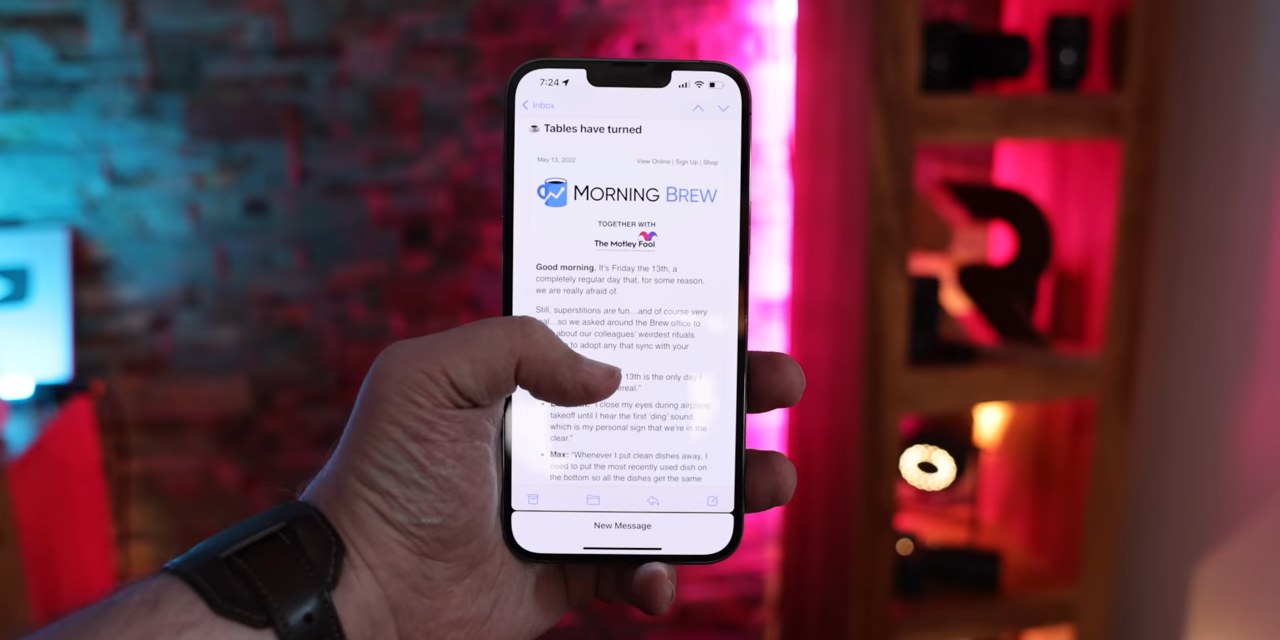 7:24
Inbox
Tables have turned
May 13, 2022
View Online | Sign Up | Shop
MORNING BREW
TOGETHER WITH
The Motley Fool
Good morning. It's Friday the 13th, a
completely regular day that, for some reason,
we are really afraid of.
Still, superstitions are fun...and of course very
so we asked around the Brew office to
about our colleagues' weirdest rituals.
to adopt any that sync with your
13th is the only day I
I close my eyes during airplane
takeoff until I hear the first 'ding' sound
which is my personal sign that we're in the
clear."
Max: "Whenever I put clean dishes away, I
need to put the most recently used dish on
the bottom so all the dishes get the same
New Message